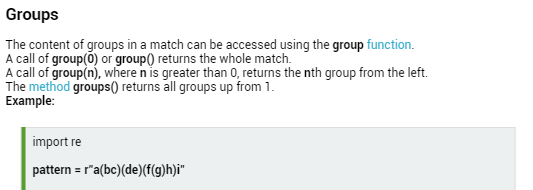 Groups
The content of groups in a match can be accessed using the group function.
A call of group(0) or group() returns the whole match.
A call of group(n), where n is greater than 0, returns the nth group from the left.
The method groups() returns all groups up from 1.
Example:
import re
pattern = r"a(bc)(de)(f(g)h)i"